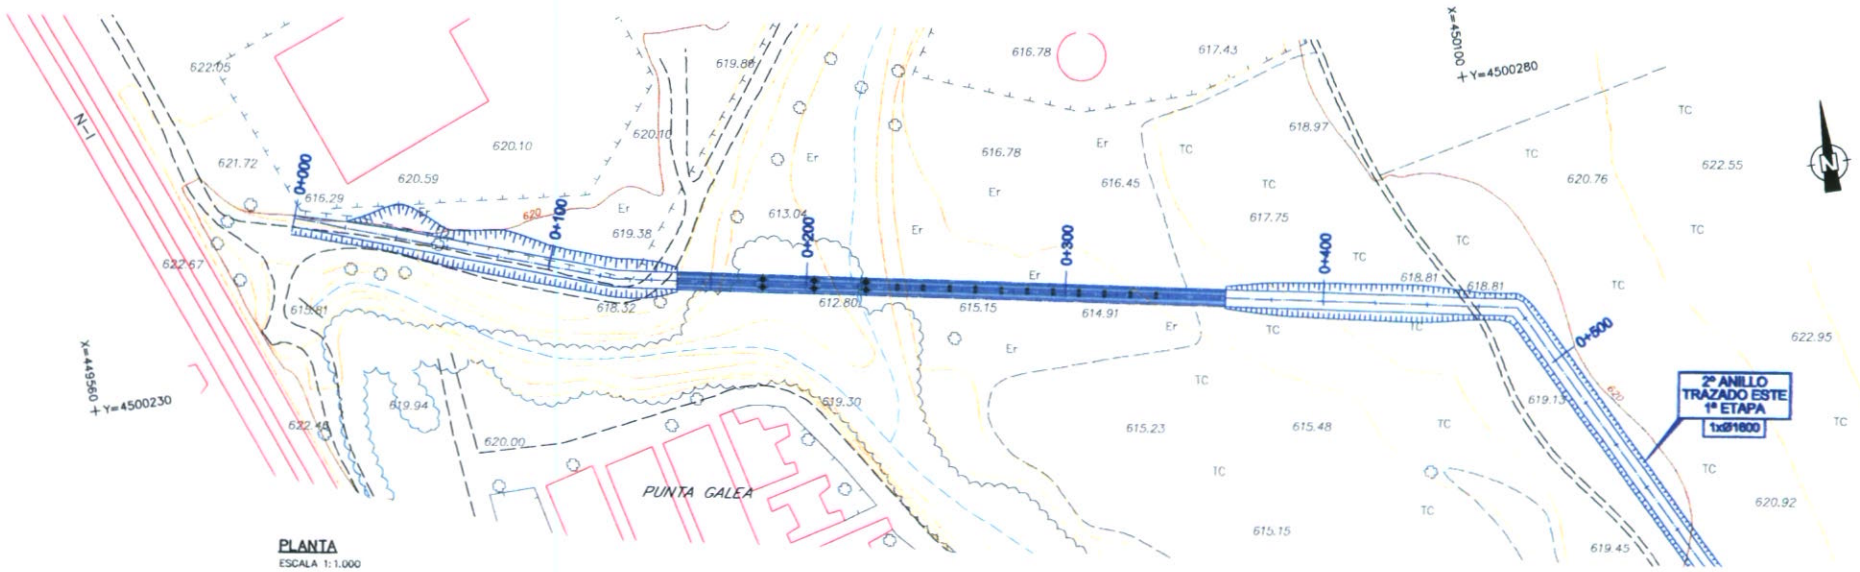 X=450100
616.78
617.43
Y=4500280
622.05
619.86
N-I
TC
620.10
620.10
Er
616.78
Er
TC
618.97
TC
622.55
621.72
0+000
620.59
Er
616.45
TC
620.76
616.29
620
0+100
Er
613.04
617.75
619.38
0+200
Er
0+300
TC
TC
TC
622.67
Er
0+400
618.81
618.81
TC
619.81
618.32
612.80
615.15
614.91
Er
TC
TC
0+500
622.95
Er
X=449560
Y=4500230
619.94
622.48
619.30
TC
619.13
620
2º ANILLO
TRAZADO ESTE
1ª ETAPA
1xØ1600
620.00
615.23
615.48
TC
TC
PUNTA GALEA
TC
TC
TC
620.92
615.15
619.45
PLANTA
ESCALA 1:1.000